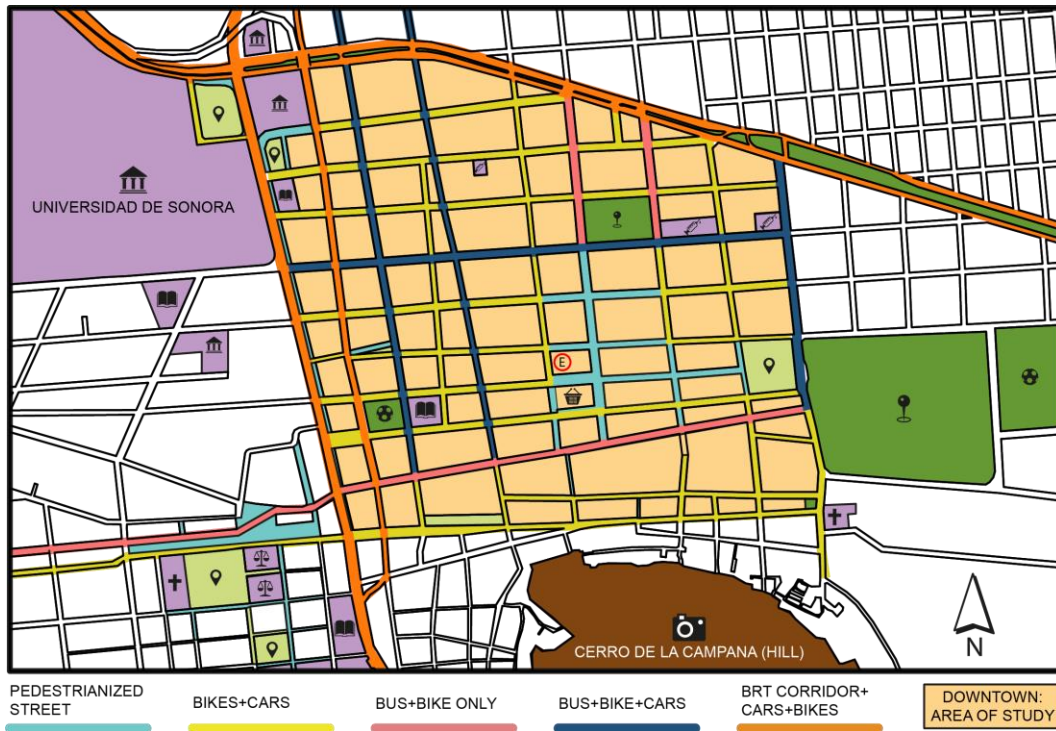 UNIVERSIDAD DE SONORA
E
CERRO DE LA CAMPANA (HILL)
N
PEDESTRIANIZED
STREET
BIKES+CARS
BUS+BIKE ONLY
BUS+BIKE+CARS
BRT CORRIDOR+
CARS+BIKES
DOWNTOWN:
AREA OF STUDY